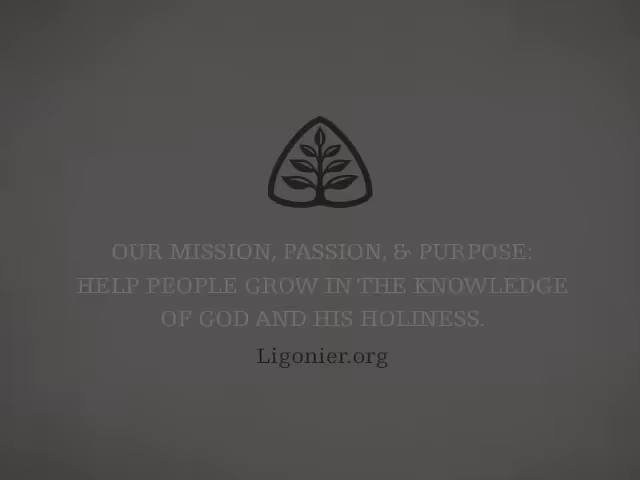 OUR MISSION, PASSION, & PURPOSE:
HELP PEOPLE GROW IN THE KNOWLEDGE
OF GOD AND HIS HOLINESS.
Ligonier.org